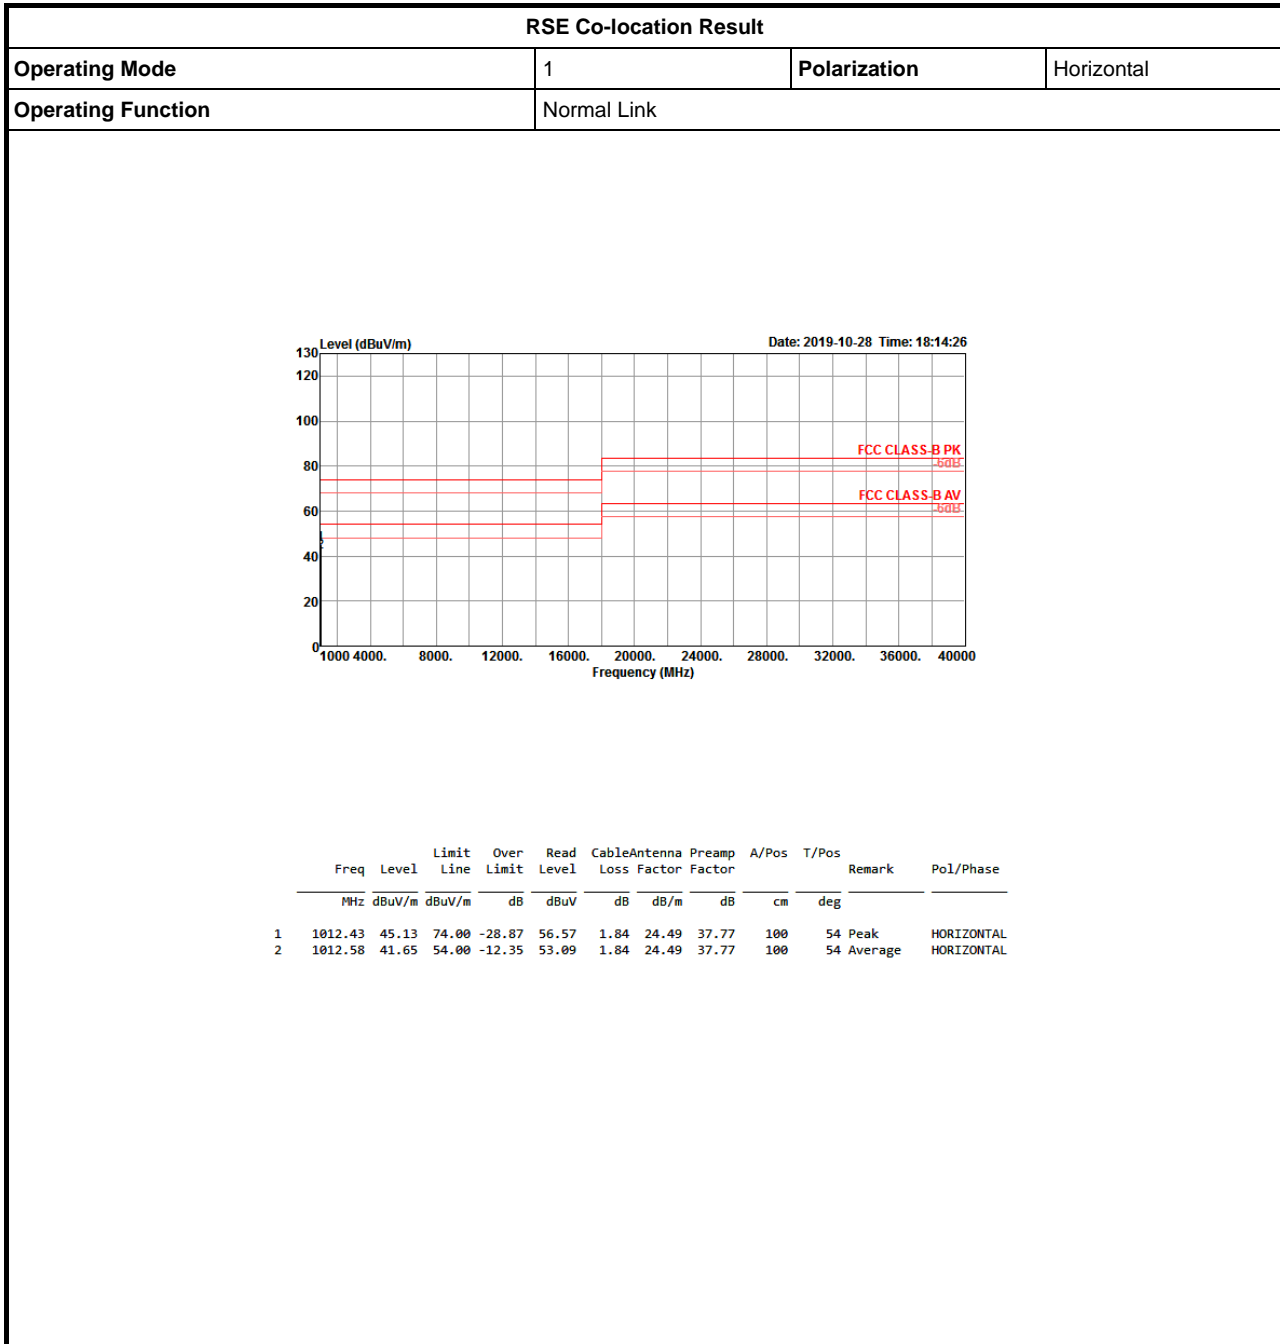 RSE Co-location Result
Operating Mode 1 Polarization Horizontal
Operating Function Normal Link
Level (dBuV/m) Date: 2019-10-28 Time: 18:14:26
130
120
100
FCC CLASS-B PK
-6dB
80
FCC CLASS-B AV
-6dB
60
40
20
0
1000 4000. 8000. 12000. 16000. 20000. 24000. 28000. 32000. 36000. 40000
Frequency (MHz)
Limit Over Read CableAntenna Preamp A/Pos T/Pos
Freq Level Line Limit Level Loss Factor Factor Remark Pol/Phase
MHz dBuV/m dBuV/m dB dBuV dB dB/m dB cm deg
1 1012.43 45.13 74.00 -28.87 56.57 1.84 24.49 37.77 100 54 Peak HORIZONTAL
2 1012.58 41.65 54.00 -12.35 53.09 1.84 24.49 37.77 100 54 Average HORIZONTAL